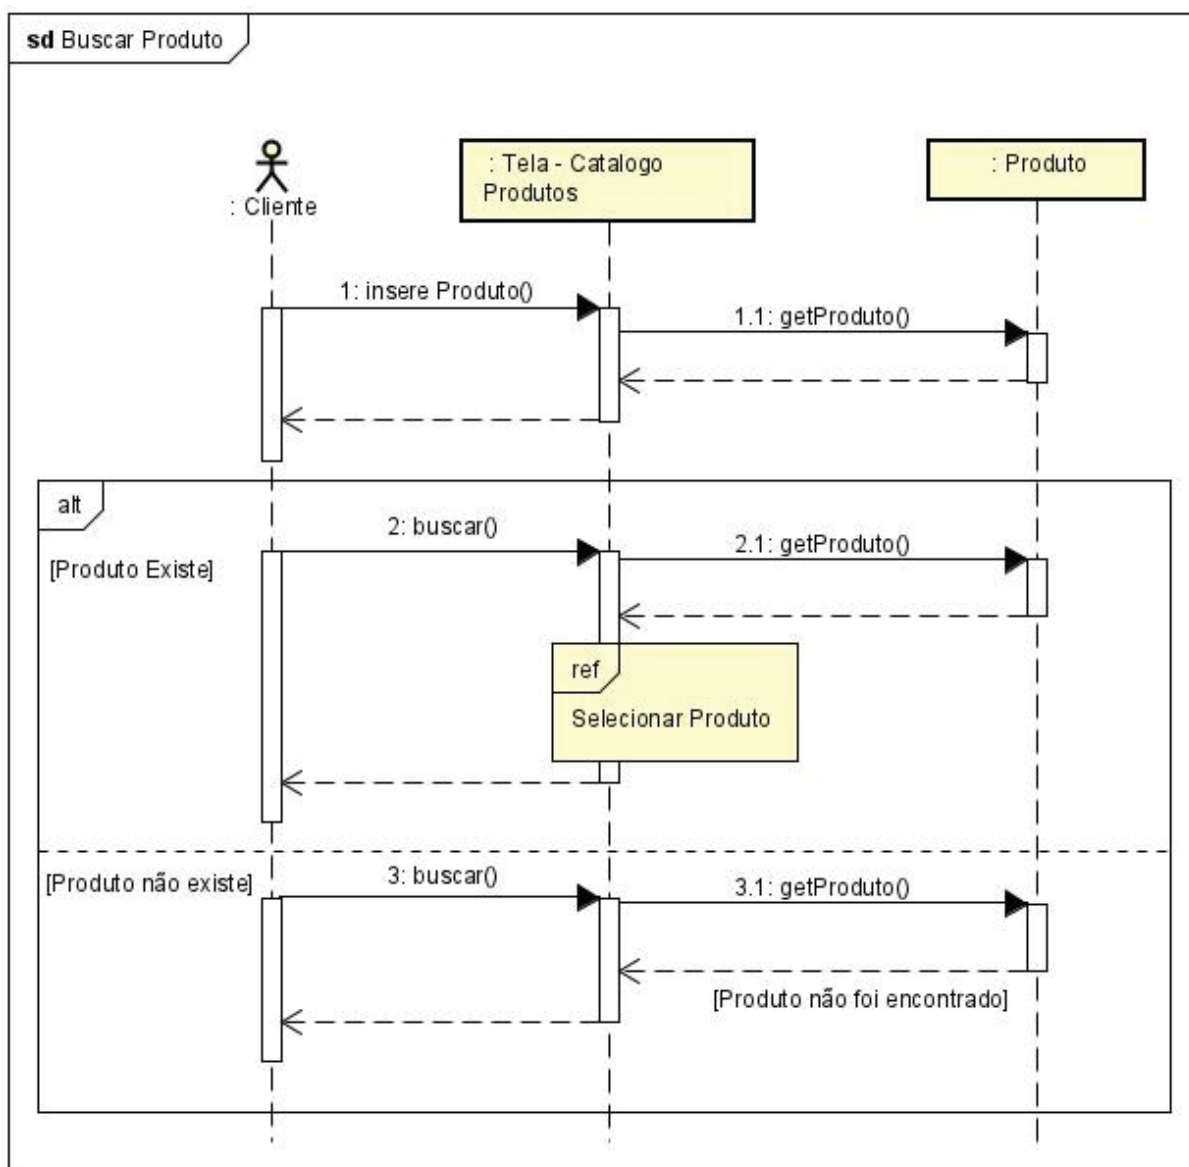 sd Buscar Produto
: Cliente
: Tela - Catalogo
Produtos
: Produto
1: insere Produto()
1.1: getProduto()
alt
[Produto Existe]
2: buscar()
2.1: getProduto()
ref
Selecionar Produto
[Produto não existe]
3: buscar()
3.1: getProduto()
[Produto não foi encontrado]